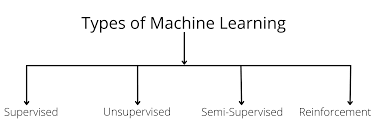 Types of Machine Learning
Supervised Unsupervised Semi-Supervised Reinforcement